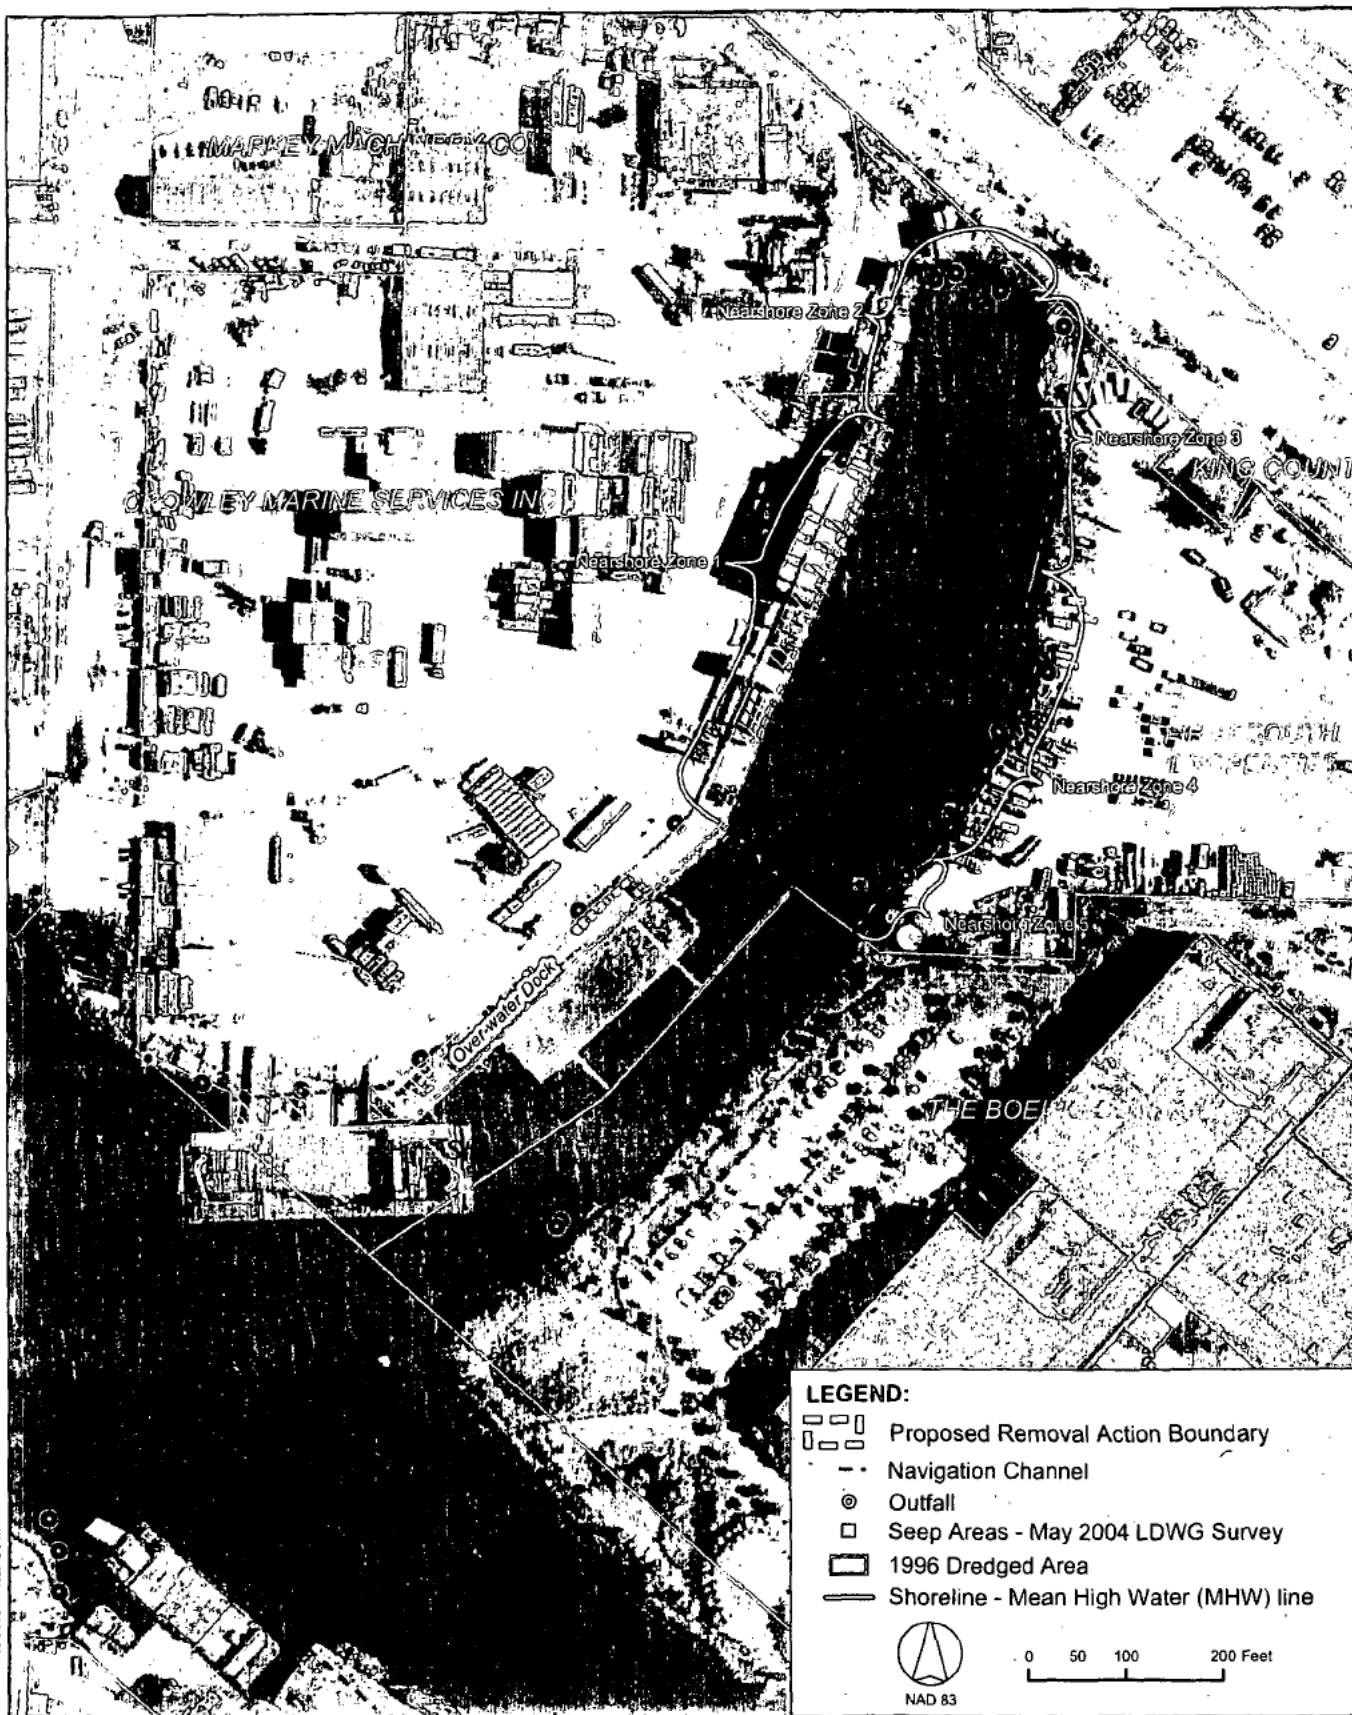 MARKEY MACHINERY CO
Nearshore Zone 2
Nearshore Zone 3
KING COUNT
CROWLEY MARINE SERVICES INC
Nearshore Zone 1
Nearshore Zone 4
Nearshore Zone 5
Over-water Dock
THE BOEI
LEGEND:
Proposed Removal Action Boundary
Navigation Channel
Outfall
Seep Areas - May 2004 LDWG Survey
1996 Dredged Area
Shoreline - Mean High Water (MHW) line
0 50 100 200 Feet
NAD 83